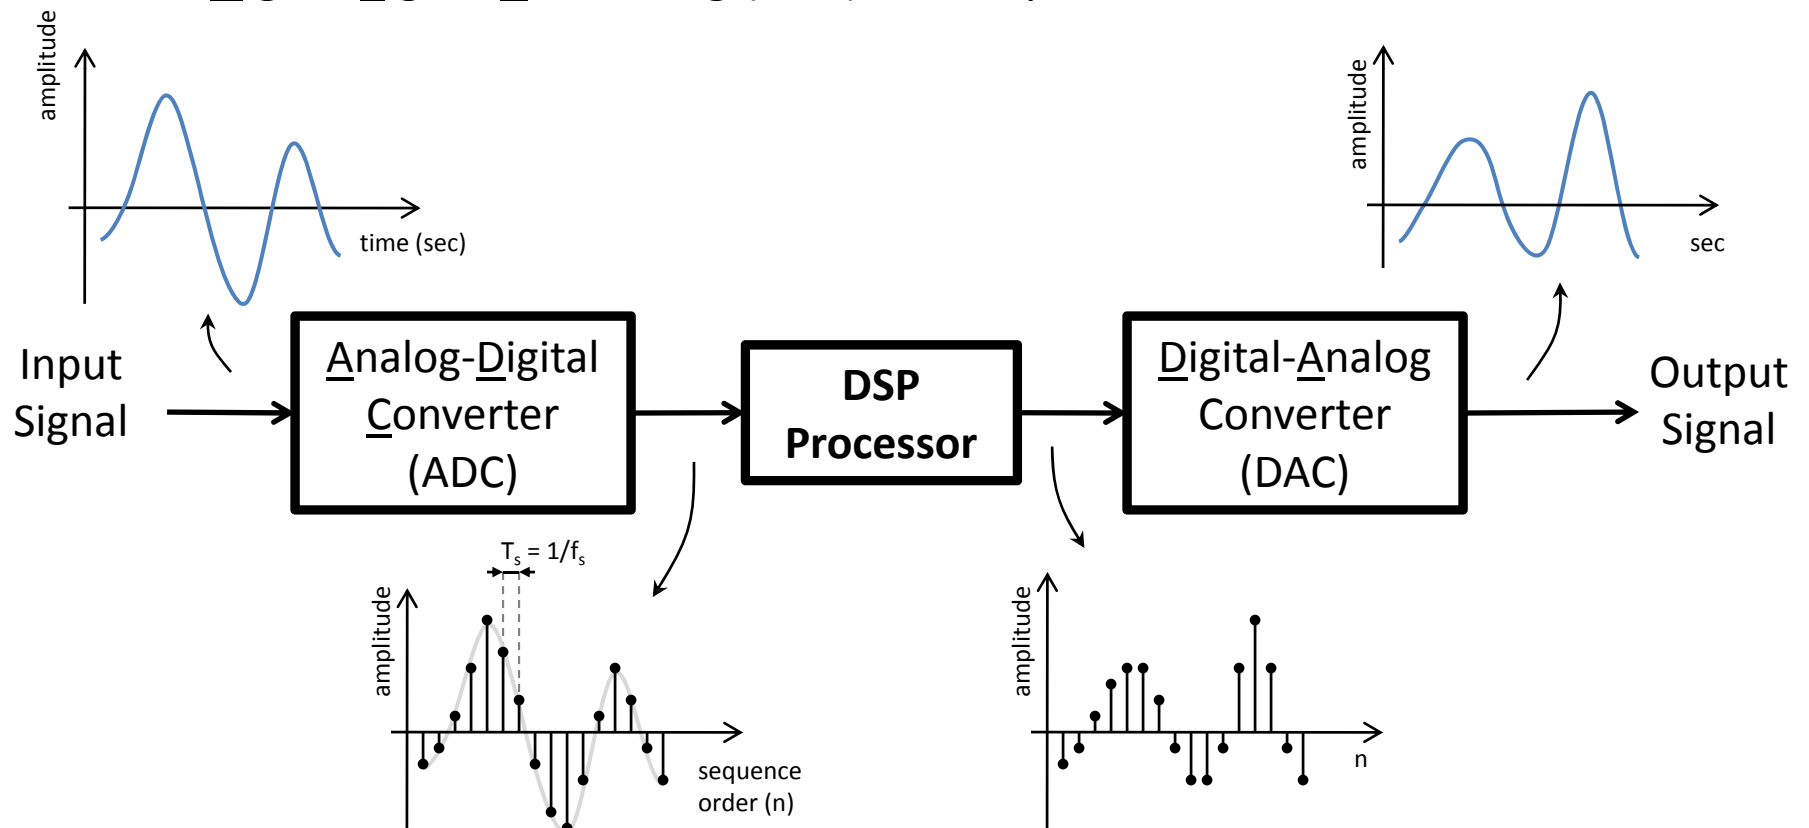 amplitude
time (sec)
amplitude
sec
Input
Signal
Analog-Digital
Converter
(ADC)
DSP
Processor
Digital-Analog
Converter
(DAC)
Output
Signal
Tₛ = 1/fₛ
amplitude
sequence
order (n)
amplitude
n